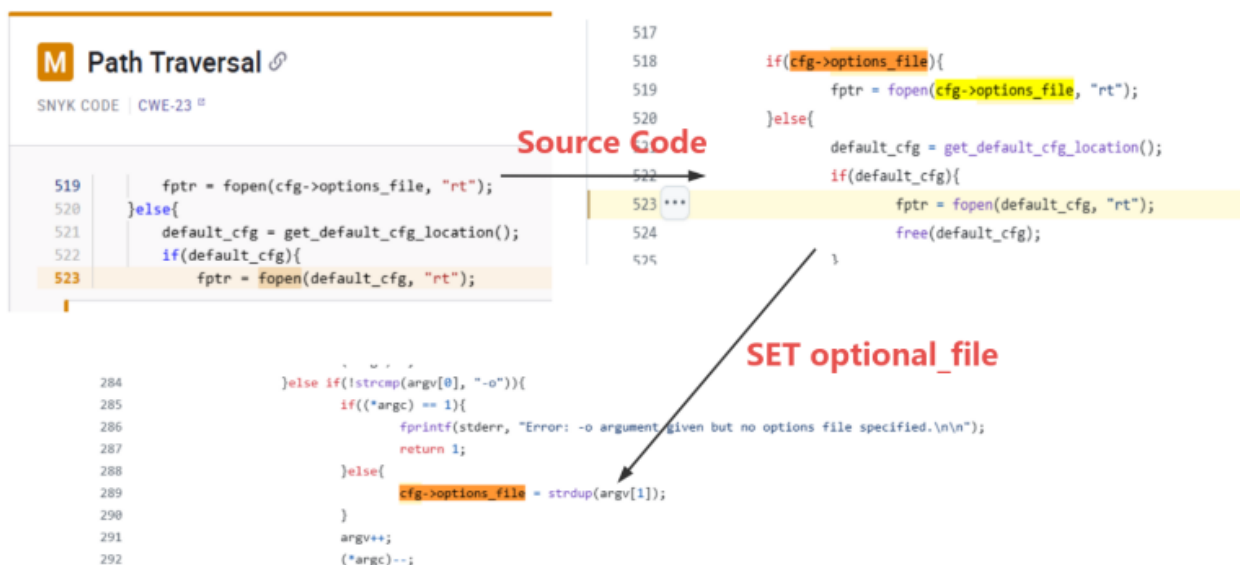 M Path Traversal
SNYK CODE | CWE-23
519 fptr = fopen(cfg->options_file, "rt");
520 }else{
521 default_cfg = get_default_cfg_location();
522 if(default_cfg){
523 fptr = fopen(default_cfg, "rt");
Source Code
517
518 if(cfg->options_file){
519 fptr = fopen(cfg->options_file, "rt");
520 }else{
default_cfg = get_default_cfg_location();
522 if(default_cfg){
523 ... fptr = fopen(default_cfg, "rt");
524 free(default_cfg);
525 }
SET optional_file
284 }else if(!strcmp(argv[0], "-o")){
285 if((*argc) == 1){
286 fprintf(stderr, "Error: -o argument given but no options file specified.\n\n");
287 return 1;
288 }else{
289 cfg->options_file = strdup(argv[1]);
290 }
291 argv++;
292 (*argc)--;